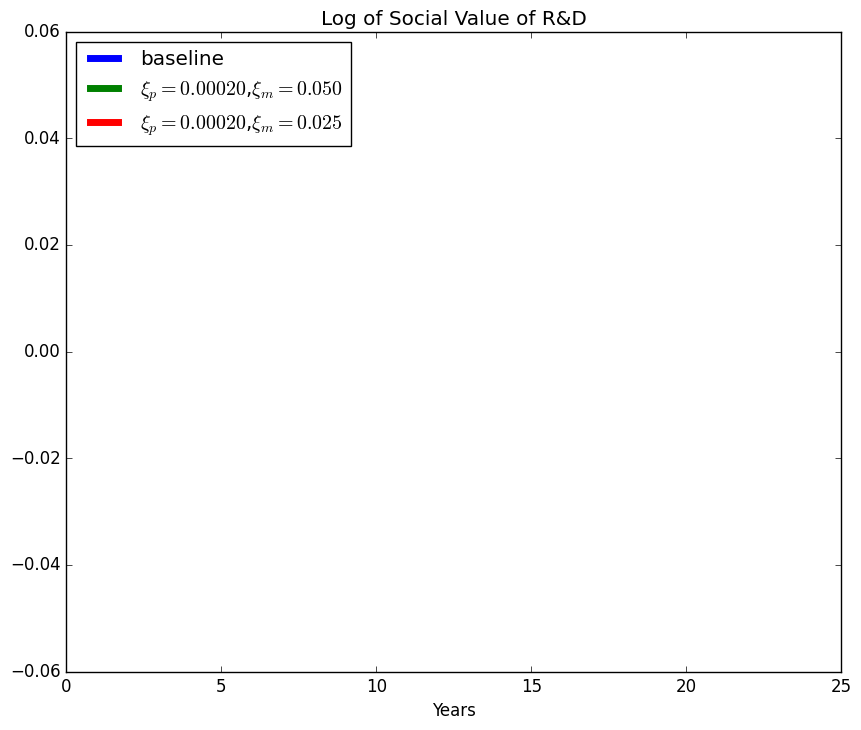 Log of Social Value of R&D
0.06
0.04
0.02
0.00
−0.02
−0.04
−0.06
baseline
ξp = 0.00020,ξm = 0.050
ξp = 0.00020,ξm = 0.025
0 5 10 15 20 25
Years